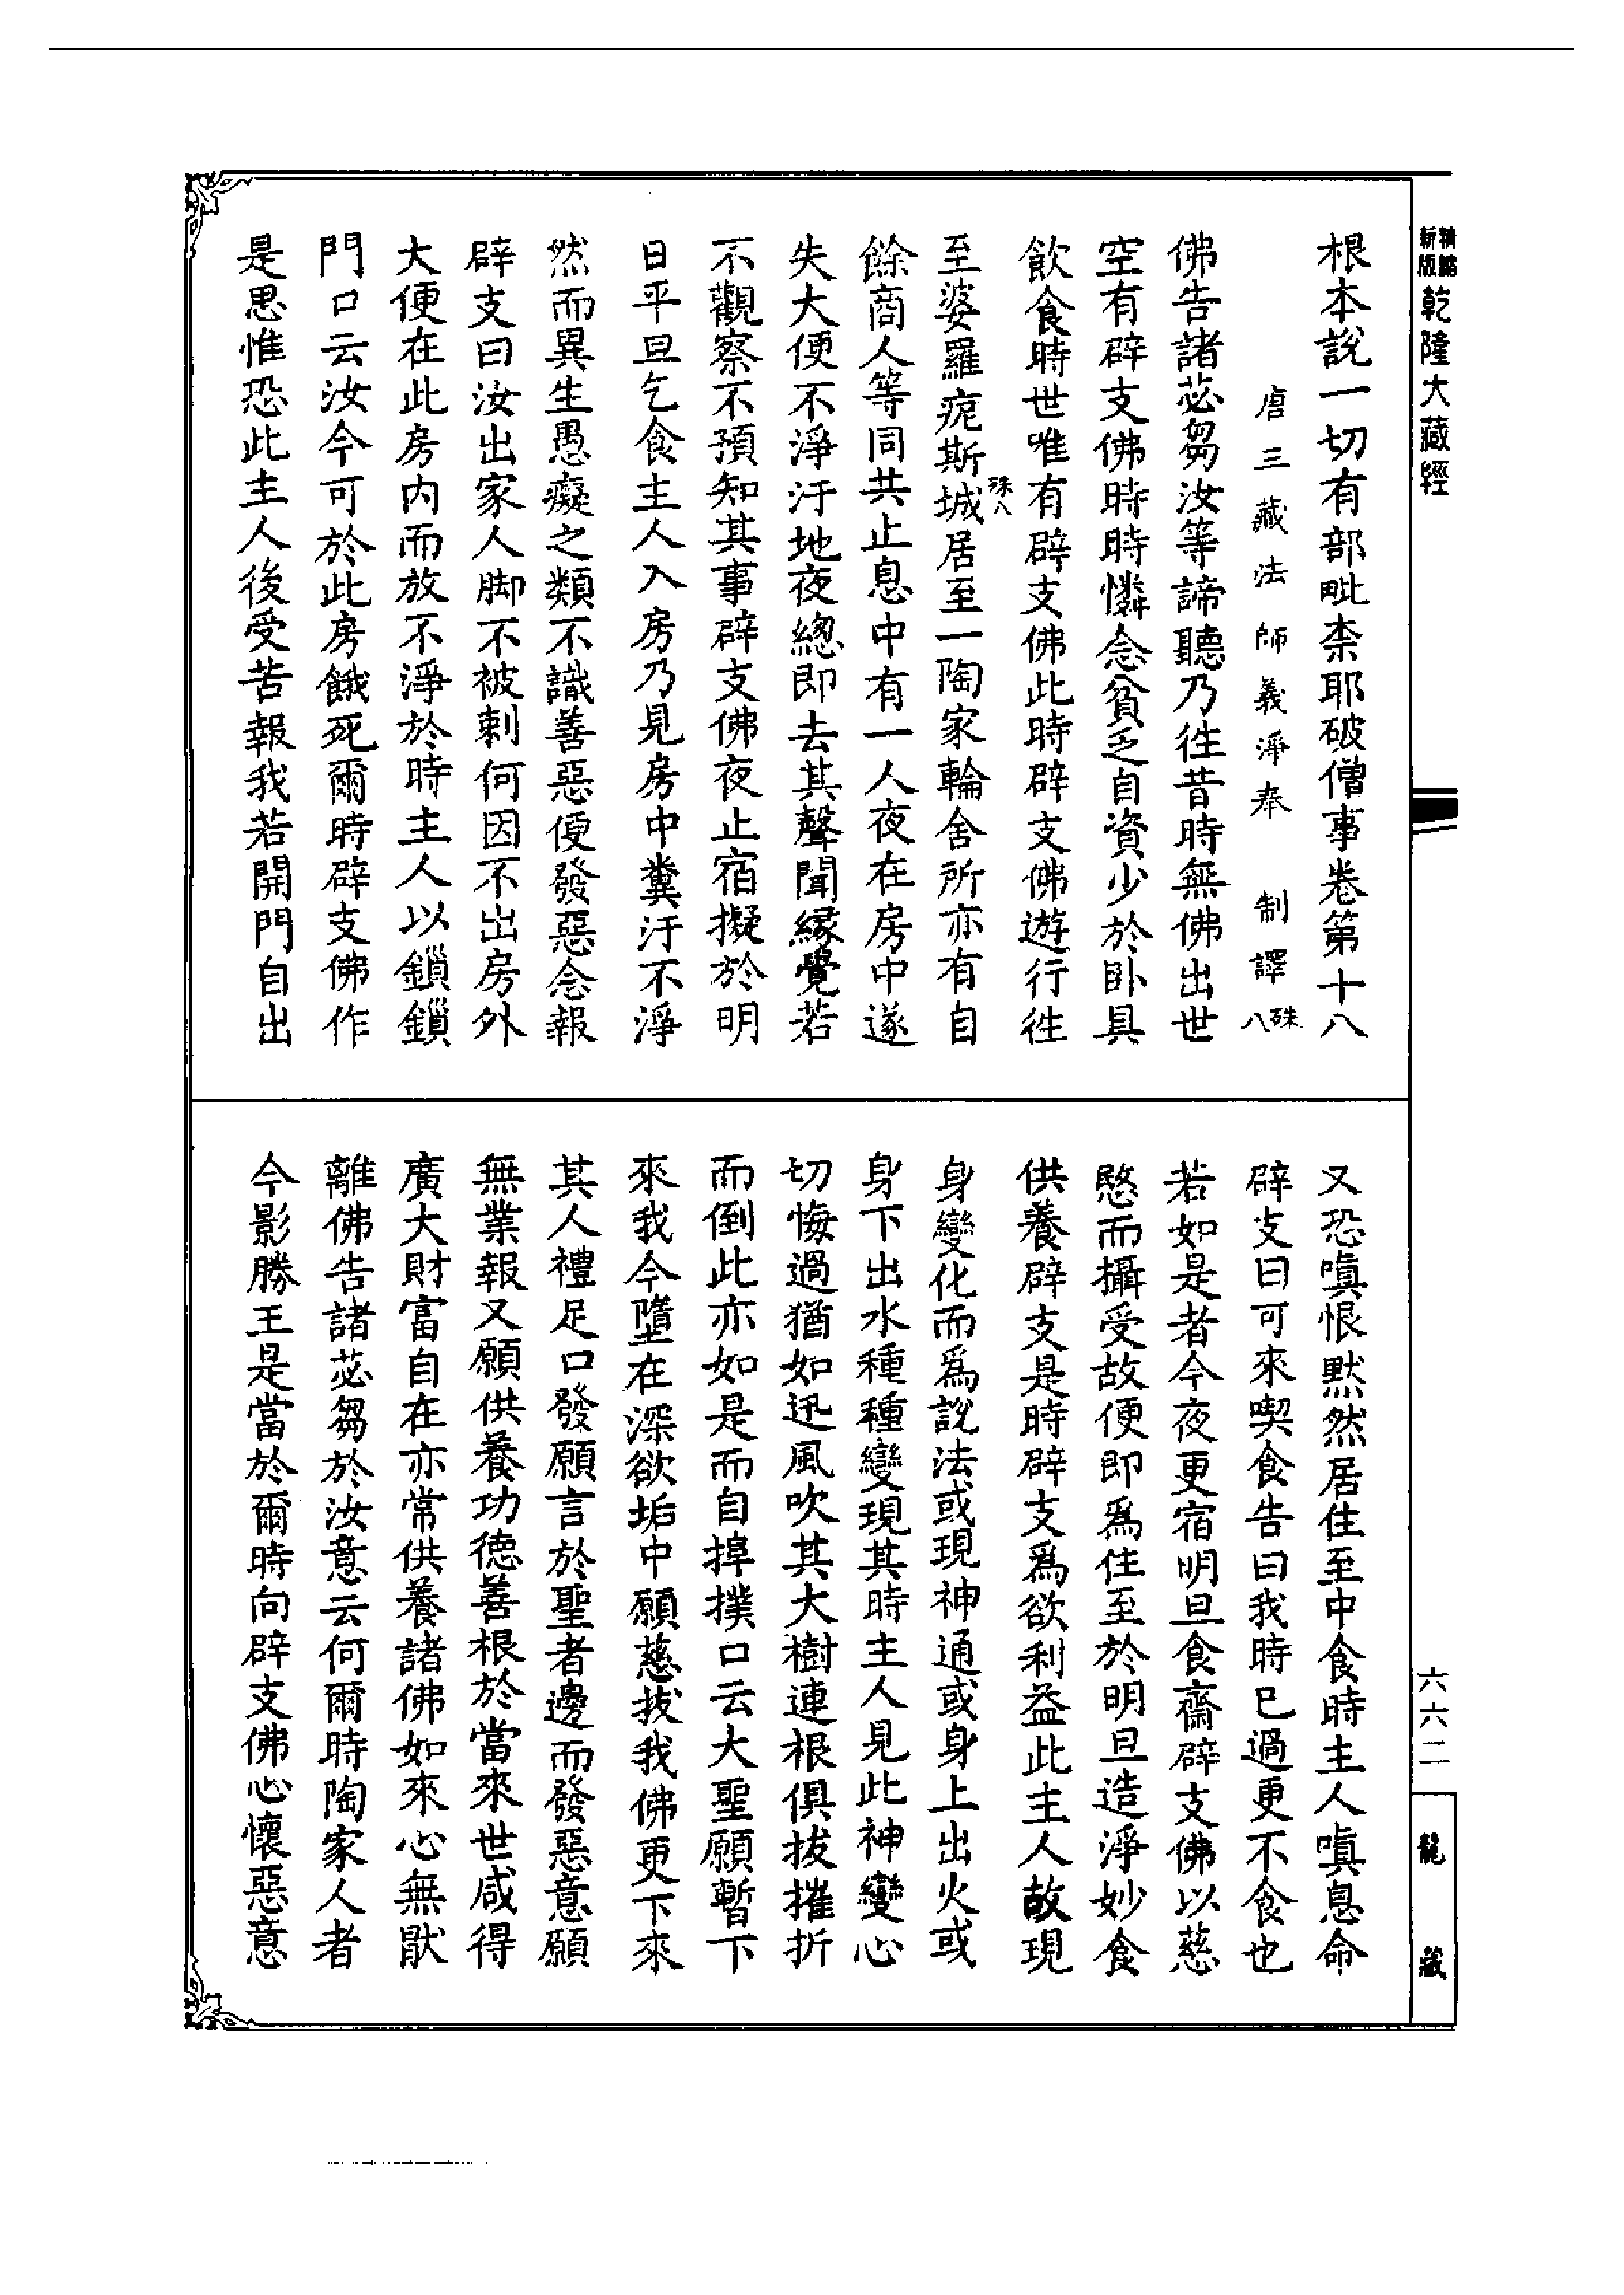 精縮新版乾隆大藏經
根本說一切有部毗柰耶破僧事卷第十八
唐三藏法師義淨奉 制譯 殊八
佛告諸苾芻汝等諦聽乃往昔時無佛出世
空有辟支佛時時憐念貧乏自資少於卧具
飲食時世唯有辟支佛此時辟支佛遊行往
殊八
至婆羅痆斯城居至一陶家輪舍所亦有自
餘商人等同共止息中有一人夜在房中遂
失大便不淨汙地夜緫即去其聲聞緣覺若
不觀察不預知其事辟支佛夜止宿擬於明
日平旦乞食主人入房乃見房中糞汙不淨
然而異生愚癡之類不識善惡便發惡念報
辟支曰汝出家人脚不被刺何因不出房外
大便在此房内而放不淨於時主人以鎖鎖
門口云汝今可於此房餓死爾時辟支佛作
是思惟恐此主人後受苦報我若開門自出
又恐嗔恨默然居住至中食時主人嗔息命
辟支曰可來喫食告曰我時已過更不食也
若如是者今夜更宿明旦食齋辟支佛以慈
愍而攝受故便即爲住至於明旦造淨妙食
供養辟支是時辟支爲欲利益此主人故現
身變化而爲說法或現神通或身上出火或
身下出水種種變現其時主人見此神變心
切悔過猶如迅風吹其大樹連根俱拔摧折
而倒此亦如是而自捭撲口云大聖願暫下
來我今墮在深欲垢中願慈拔我佛更下來
其人禮足口發願言於聖者邊而發惡意願
無業報又願供養功德善根於當來世咸得
廣大財富自在亦常供養諸佛如來心無猒
離佛告諸苾芻於汝意云何爾時陶家人者
今影勝王是當於爾時向辟支佛心懷惡意
六六二
龍藏